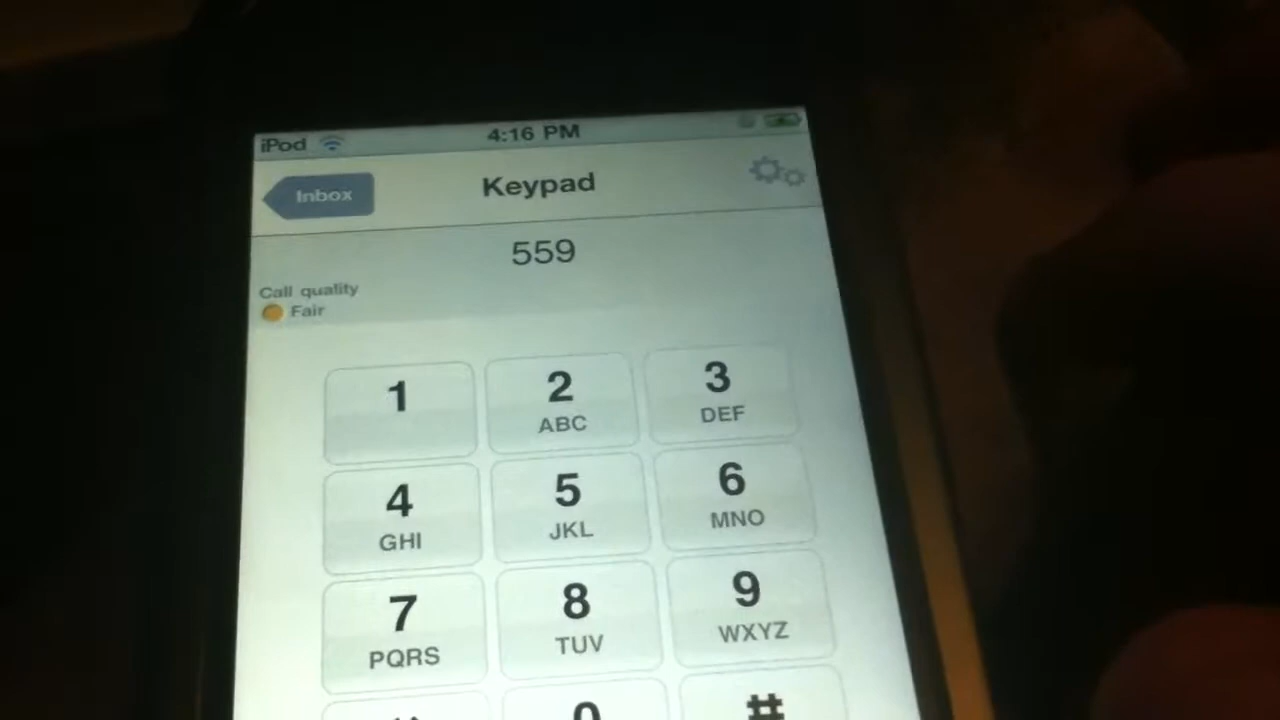 iPod 4:16 PM
Inbox Keypad
559
Call quality
Fair
1 2 3
ABC DEF
4 5 6
GHI JKL MNO
7 8 9
PQRS TUV WXYZ
* 0 #